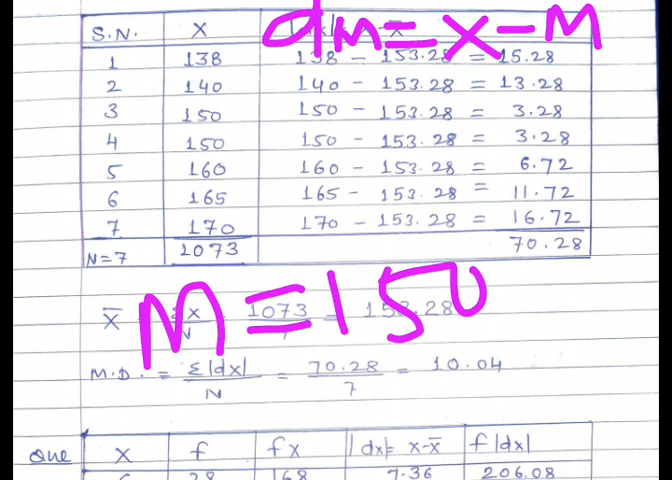 S.N. X dm=x-M
1 138 138 - 153.28 = 15.28
2 140 140 - 153.28 = 13.28
3 150 150 - 153.28 = 3.28
4 150 150 - 153.28 = 3.28
5 160 160 - 153.28 = 6.72
6 165 165 - 153.28 = 11.72
7 170 170 - 153.28 = 16.72
N=7 1073 70.28
M=150
X̄ 1073 153.28
M.D. = Σ|dx| / N = 70.28 / 7 = 10.04
Que X f fx |dx|= x-x̄ f|dx|
28 168 7.36 206.08